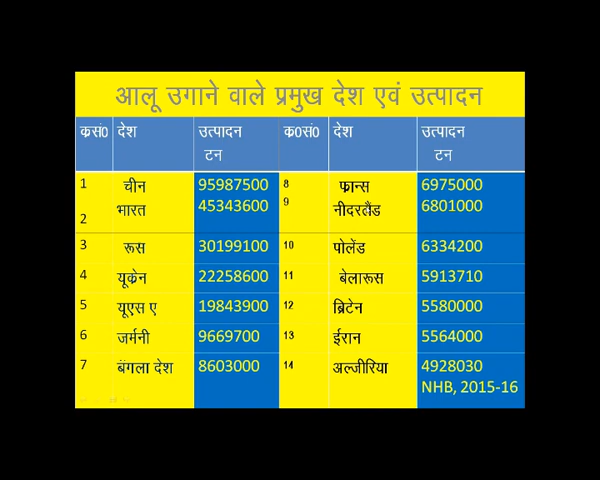 आलू उगाने वाले प्रमुख देश एवं उत्पादन
कसं0 देश उत्पादन टन क0सं0 देश उत्पादन टन
1 चीन 95987500 8 फ्रान्स 6975000
2 भारत 45343600 9 नीदरलैंड 6801000
3 रूस 30199100 10 पोलेंड 6334200
4 यूक्रेन 22258600 11 बेलारूस 5913710
5 यूएस ए 19843900 12 ब्रिटेन 5580000
6 जर्मनी 9669700 13 ईरान 5564000
7 बंगला देश 8603000 14 अल्जीरिया 4928030
NHB, 2015-16